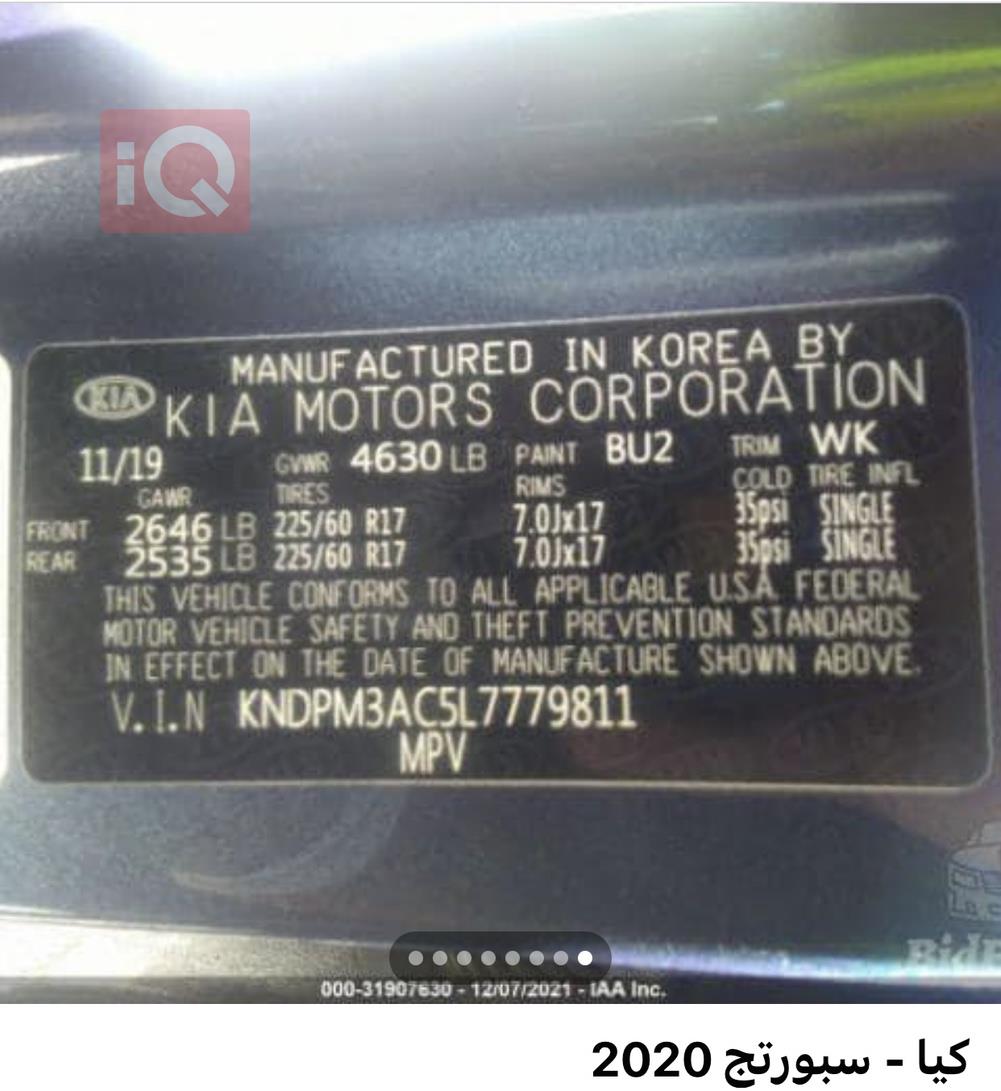 iQ
MANUFACTURED IN KOREA BY
KIA KIA MOTORS CORPORATION
11/19 GVWR 4630 LB PAINT BU2 TRIM WK
GAWR TIRES RIMS COLD TIRE INFL
FRONT 2646 LB 225/60 R17 7.0Jx17 35psi SINGLE
REAR 2535 LB 225/60 R17 7.0Jx17 35psi SINGLE
THIS VEHICLE CONFORMS TO ALL APPLICABLE U.S.A. FEDERAL
MOTOR VEHICLE SAFETY AND THEFT PREVENTION STANDARDS
IN EFFECT ON THE DATE OF MANUFACTURE SHOWN ABOVE.
V.I.N KNDPM3AC5L7779811
MPV
000-31907630 - 12/07/2021 - IAA Inc.
كيا - سبورتج 2020